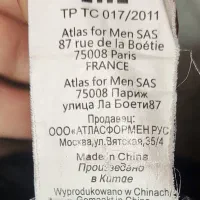 ТР ТС 017/2011
Atlas for Men SAS
87 rue de la Boétie
75008 Paris
FRANCE
Atlas for Men SAS
75008 Париж
улица Ла Боети87
Продавец:
ООО«АТЛАСФОРМЕН РУС»
Москва,ул.Вятская,35/4
Made in China
Произведено
в Китае
Wyprodukowano w Chinach